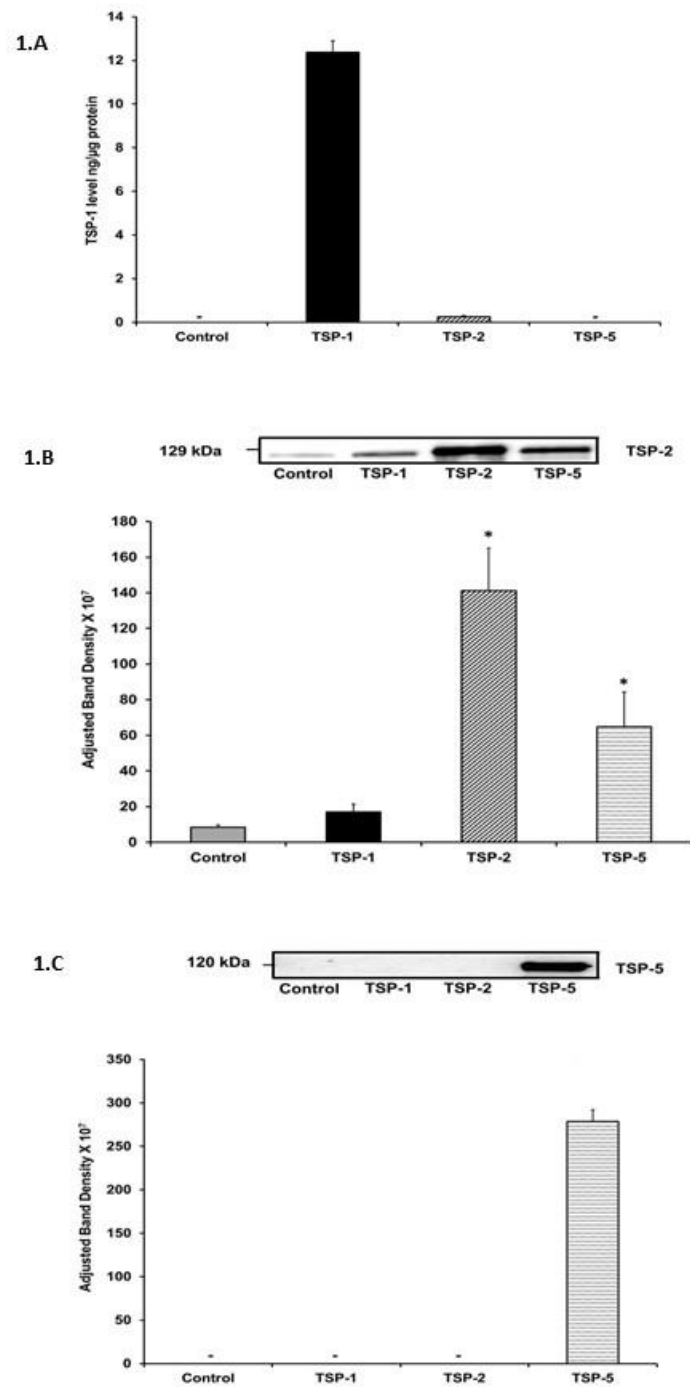 1.A
14
12
10
8
6
4
2
0
TSP-1 level ng/µg protein
Control TSP-1 TSP-2 TSP-5
1.B
129 kDa TSP-2
Control TSP-1 TSP-2 TSP-5
180
160
140
120
100
80
60
40
20
0
Adjusted Band Density X 10⁷
* *
Control TSP-1 TSP-2 TSP-5
1.C
120 kDa TSP-5
Control TSP-1 TSP-2 TSP-5
350
300
250
200
150
100
50
0
Adjusted Band Density X 10⁷
Control TSP-1 TSP-2 TSP-5